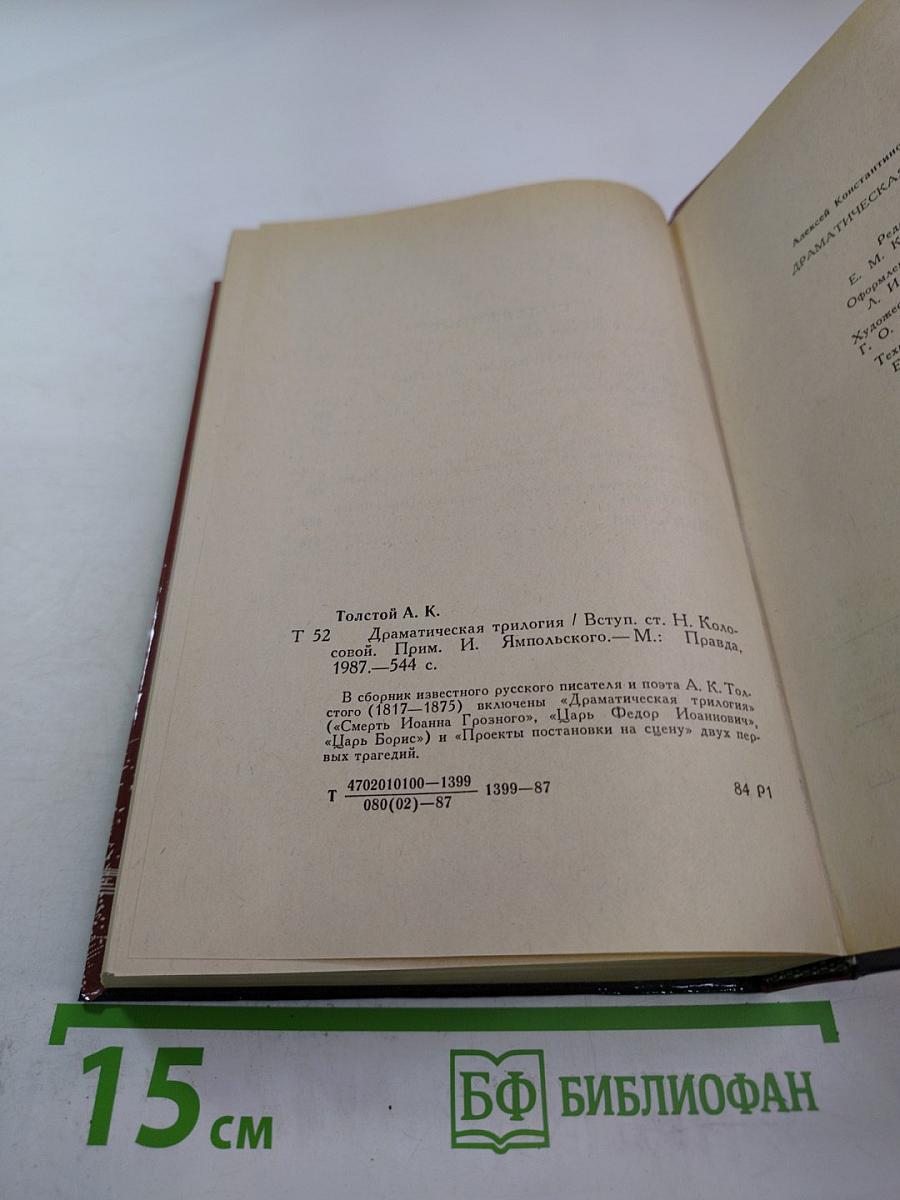 Толстой А. К.
Т 52 Драматическая трилогия / Вступ. ст. Н. Коло-
совой. Прим. И. Ямпольского.— М.: Правда,
1987.—544 с.
В сборник известного русского писателя и поэта А. К. Тол-
стого (1817—1875) включены «Драматическая трилогия»
(«Смерть Иоанна Грозного», «Царь Федор Иоаннович»,
«Царь Борис») и «Проекты постановки на сцену» двух пер-
вых трагедий.
Т 4702010100—1399 1399—87 84 Р1
080(02)—87
Алексей
ДРАМАТИЧЕСКАЯ
Е. М.
Л.
Г. О.
15 см
БФ БИБЛИОФАН